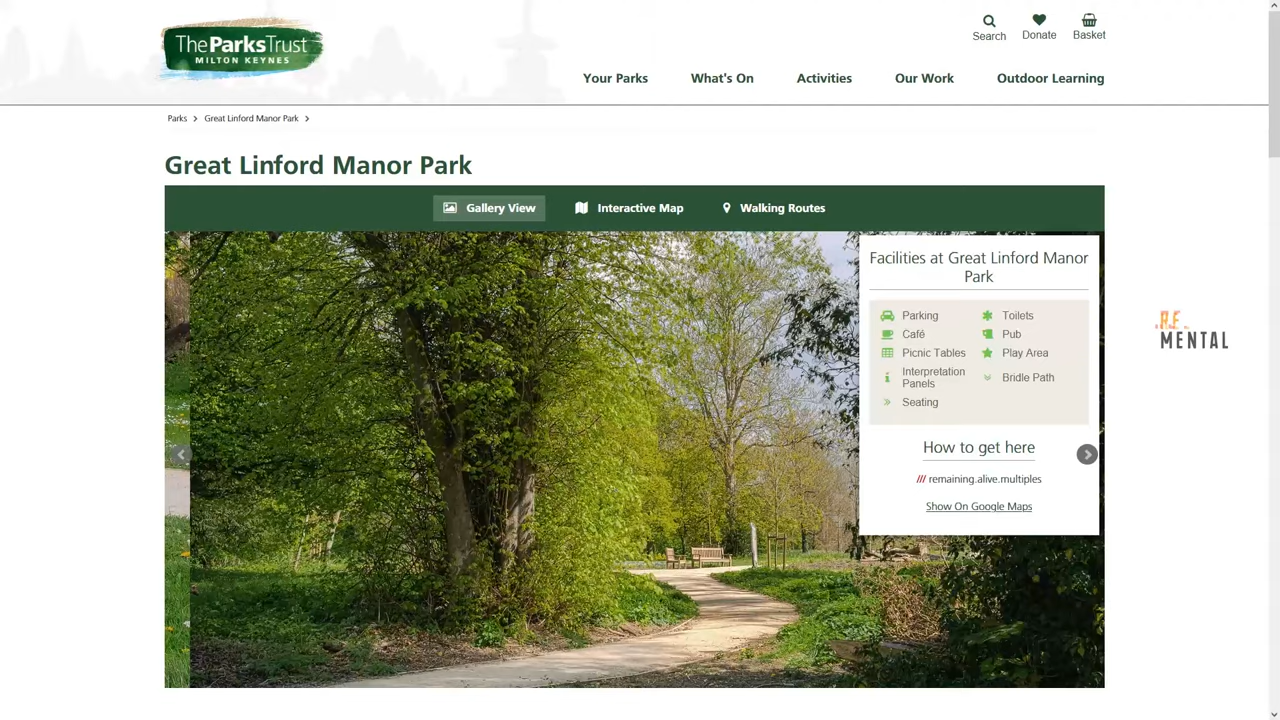 The Parks Trust
MILTON KEYNES
Search
Donate
Basket
Your Parks
What's On
Activities
Our Work
Outdoor Learning
Parks
Great Linford Manor Park
Great Linford Manor Park
Gallery View
Interactive Map
Walking Routes
Facilities at Great Linford Manor
Park
Parking
Toilets
Café
Pub
Picnic Tables
Play Area
Interpretation
Panels
Bridle Path
Seating
How to get here
/// remaining.alive.multiples
Show On Google Maps
MENTAL